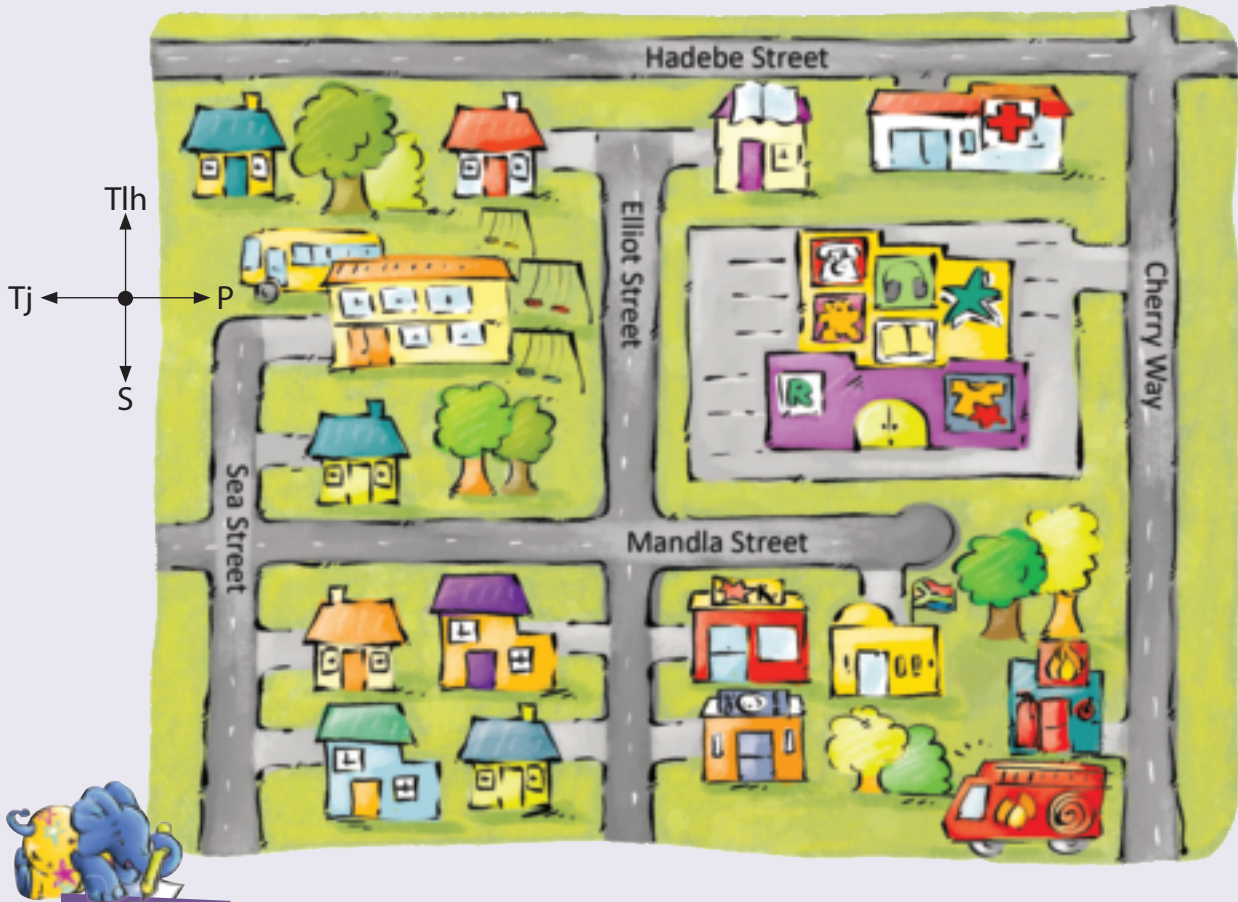 Hadebe Street
Tlh
Tj
P
S
Elliot Street
Cherry Way
R
Sea Street
Mandla Street